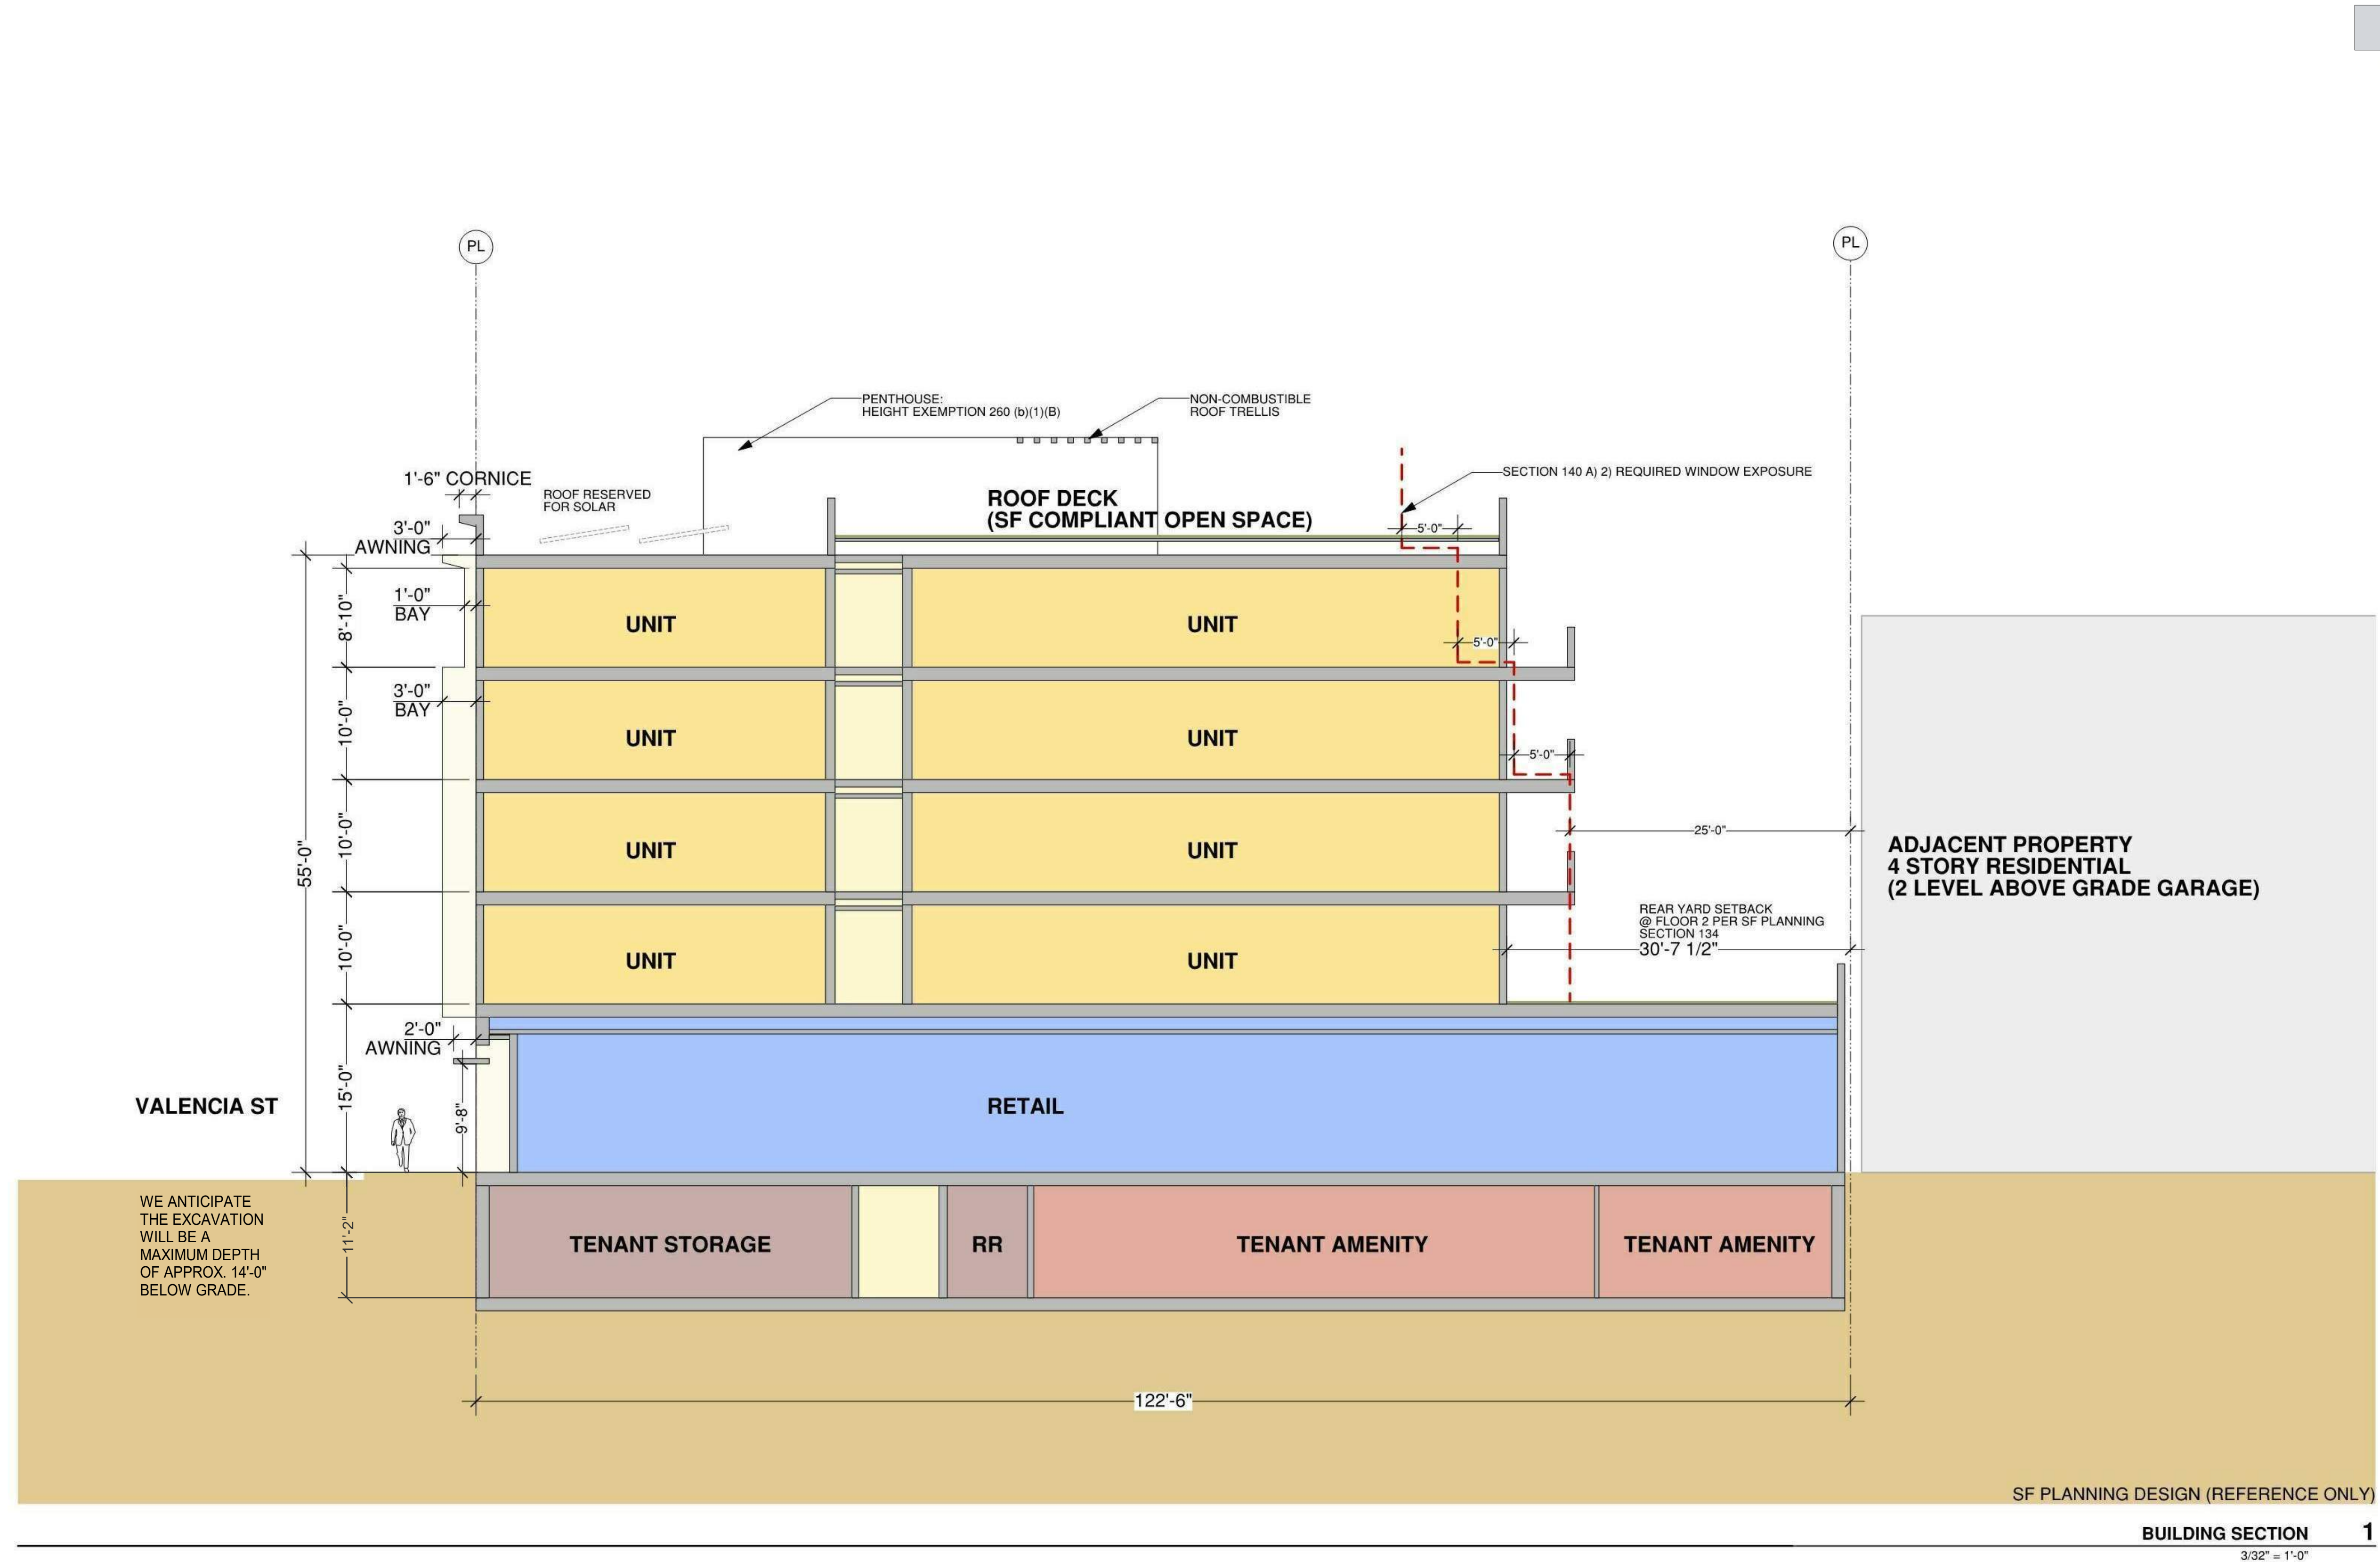 PL
PL
PENTHOUSE:
HEIGHT EXEMPTION 260 (b)(1)(B)
NON-COMBUSTIBLE
ROOF TRELLIS
1'-6" CORNICE
ROOF RESERVED
FOR SOLAR
ROOF DECK
(SF COMPLIANT OPEN SPACE)
SECTION 140 A) 2) REQUIRED WINDOW EXPOSURE
5'-0"
3'-0"
AWNING
1'-0"
BAY
8'-10"
UNIT
UNIT
5'-0"
3'-0"
BAY
10'-0"
UNIT
UNIT
5'-0"
55'-0"
10'-0"
UNIT
UNIT
25'-0"
ADJACENT PROPERTY
4 STORY RESIDENTIAL
(2 LEVEL ABOVE GRADE GARAGE)
REAR YARD SETBACK
@ FLOOR 2 PER SF PLANNING
SECTION 134
30'-7 1/2"
10'-0"
UNIT
UNIT
2'-0"
AWNING
15'-0"
9'-8"
VALENCIA ST
RETAIL
WE ANTICIPATE
THE EXCAVATION
WILL BE A
MAXIMUM DEPTH
OF APPROX. 14'-0"
BELOW GRADE.
11'-2"
TENANT STORAGE
RR
TENANT AMENITY
TENANT AMENITY
122'-6"
SF PLANNING DESIGN (REFERENCE ONLY)
BUILDING SECTION 1
3/32" = 1'-0"